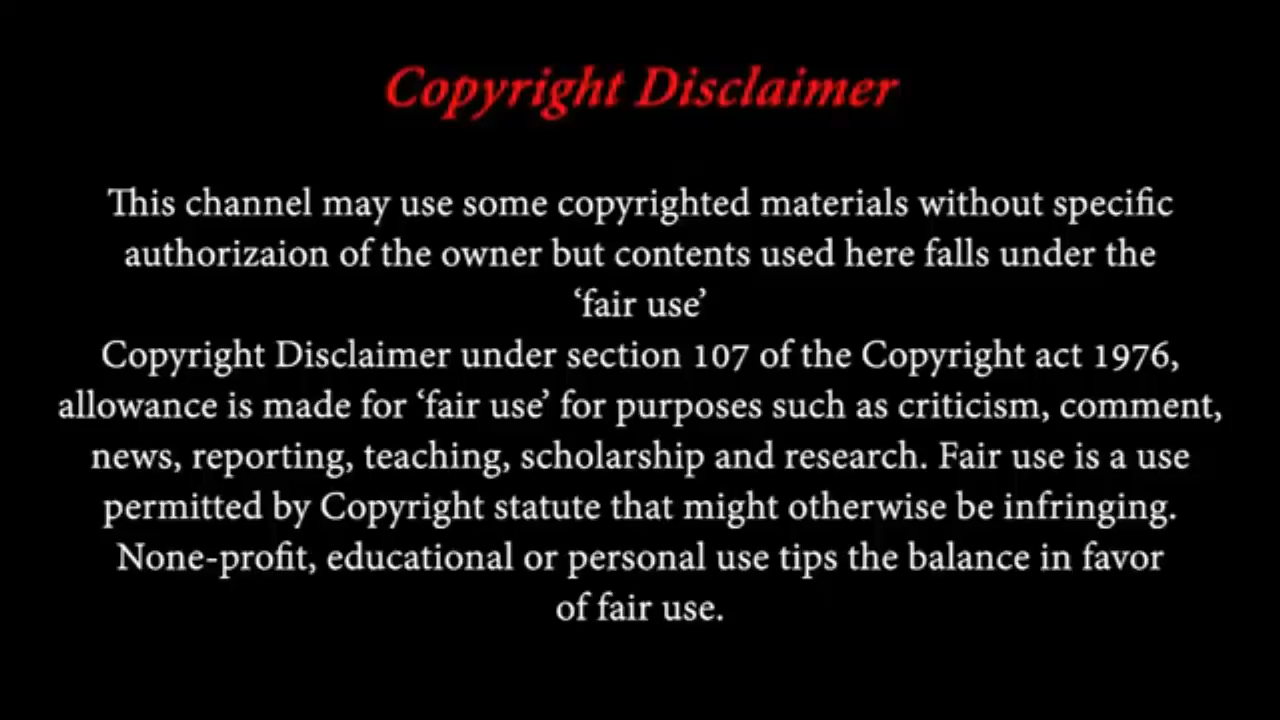 Copyright Disclaimer
This channel may use some copyrighted materials without specific
authorizaion of the owner but contents used here falls under the
‘fair use’
Copyright Disclaimer under section 107 of the Copyright act 1976,
allowance is made for ‘fair use’ for purposes such as criticism, comment,
news, reporting, teaching, scholarship and research. Fair use is a use
permitted by Copyright statute that might otherwise be infringing.
None-profit, educational or personal use tips the balance in favor
of fair use.